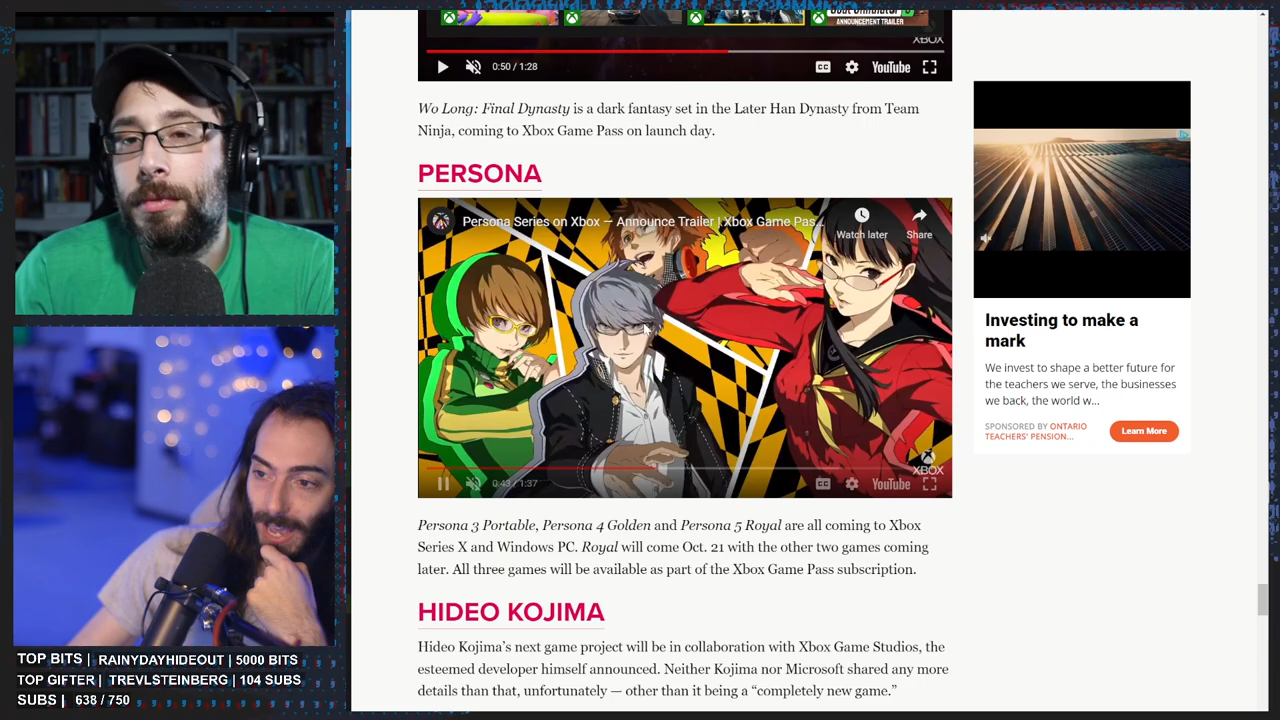 ANNOUNCEMENT TRAILER
XBOX
0:50 / 1:28
CC
YouTube
Wo Long: Final Dynasty is a dark fantasy set in the Later Han Dynasty from Team
Ninja, coming to Xbox Game Pass on launch day.
PERSONA
Persona Series on Xbox — Announce Trailer | Xbox Game Pas...
Watch later
Share
XBOX
0:43 / 1:37
CC
YouTube
Persona 3 Portable, Persona 4 Golden and Persona 5 Royal are all coming to Xbox
Series X and Windows PC. Royal will come Oct. 21 with the other two games coming
later. All three games will be available as part of the Xbox Game Pass subscription.
HIDEO KOJIMA
Hideo Kojima’s next game project will be in collaboration with Xbox Game Studios, the
esteemed developer himself announced. Neither Kojima nor Microsoft shared any more
details than that, unfortunately — other than it being a “completely new game.”
Investing to make a
mark
We invest to shape a better future for
the teachers we serve, the businesses
we back, the world w...
SPONSORED BY ONTARIO
TEACHERS' PENSION...
Learn More
TOP BITS | RAINYDAYHIDEOUT | 5000 BITS
TOP GIFTER | TREVLSTEINBERG | 104 SUBS
SUBS | 638 / 750